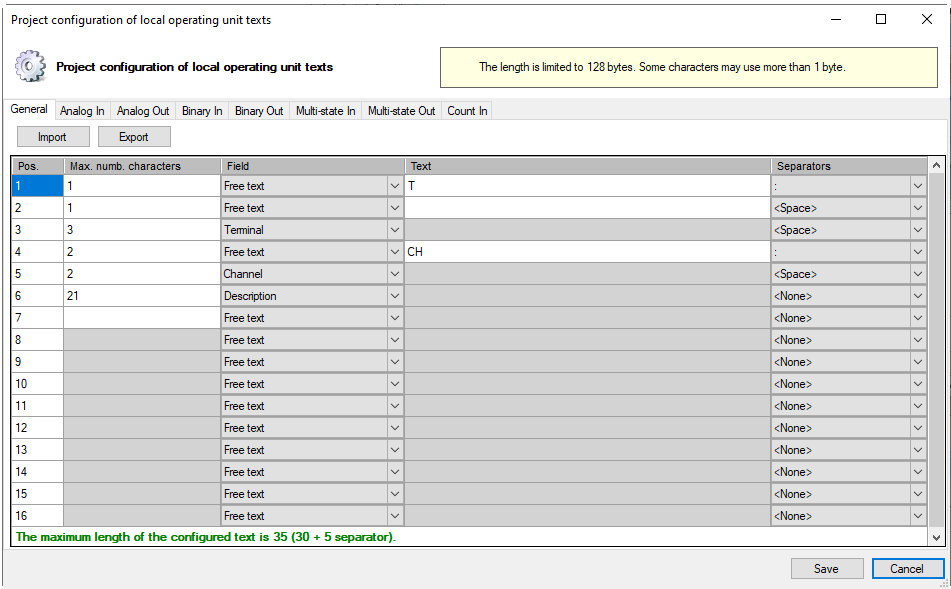 Project configuration of local operating unit texts
Project configuration of local operating unit texts
The length is limited to 128 bytes. Some characters may use more than 1 byte.
General Analog In Analog Out Binary In Binary Out Multi-state In Multi-state Out Count In
Import Export
Pos. Max. numb. characters Field Text Separators
1 1 Free text T :
2 1 Free text <Space>
3 3 Terminal <Space>
4 2 Free text CH :
5 2 Channel <Space>
6 21 Description <None>
7 Free text <None>
8 Free text <None>
9 Free text <None>
10 Free text <None>
11 Free text <None>
12 Free text <None>
13 Free text <None>
14 Free text <None>
15 Free text <None>
16 Free text <None>
The maximum length of the configured text is 35 (30 + 5 separator).
Save Cancel